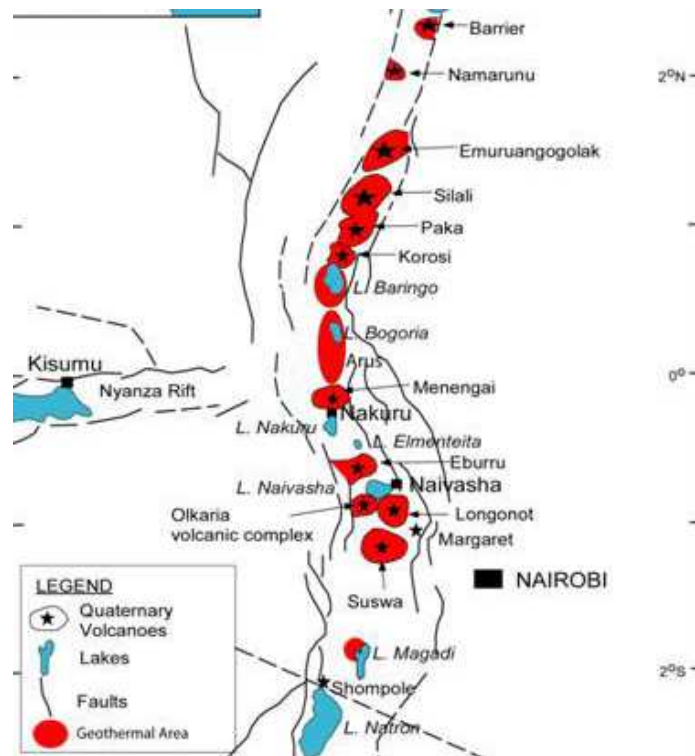 Barrier
2°N
Namarunu
Emuruangogolak
Silali
Paka
Korosi
L. Baringo
L. Bogoria
Arus
Kisumu
Nyanza Rift
Menengai
0°
Nakuru
L. Nakuru
L. Elmenteita
Eburru
L. Naivasha
Naivasha
Olkaria
volcanic complex
Longonot
Margaret
NAIROBI
Suswa
LEGEND
Quaternary
Volcanoes
Lakes
Faults
Geothermal Area
L. Magadi
2°S
Shompole
L. Natron